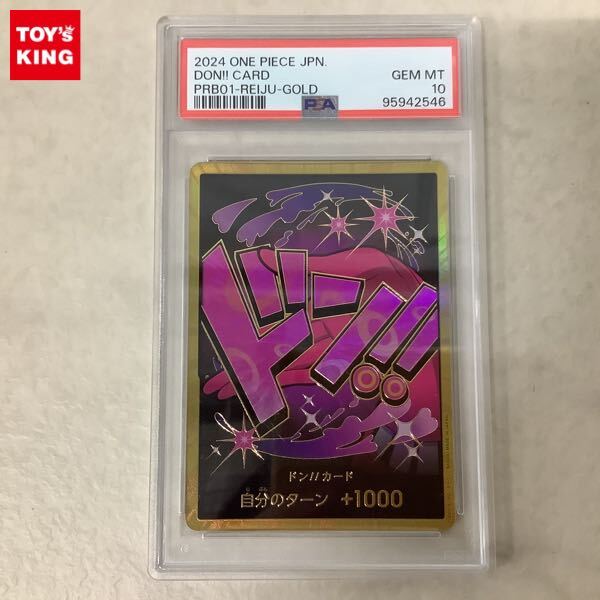 TOY's
KING
2024 ONE PIECE JPN.
DON!! CARD
GEM MT
PRB01-REIJU-GOLD
10
PSA
95942546
ドン!!
ドン!!カード
自分のターン +1000